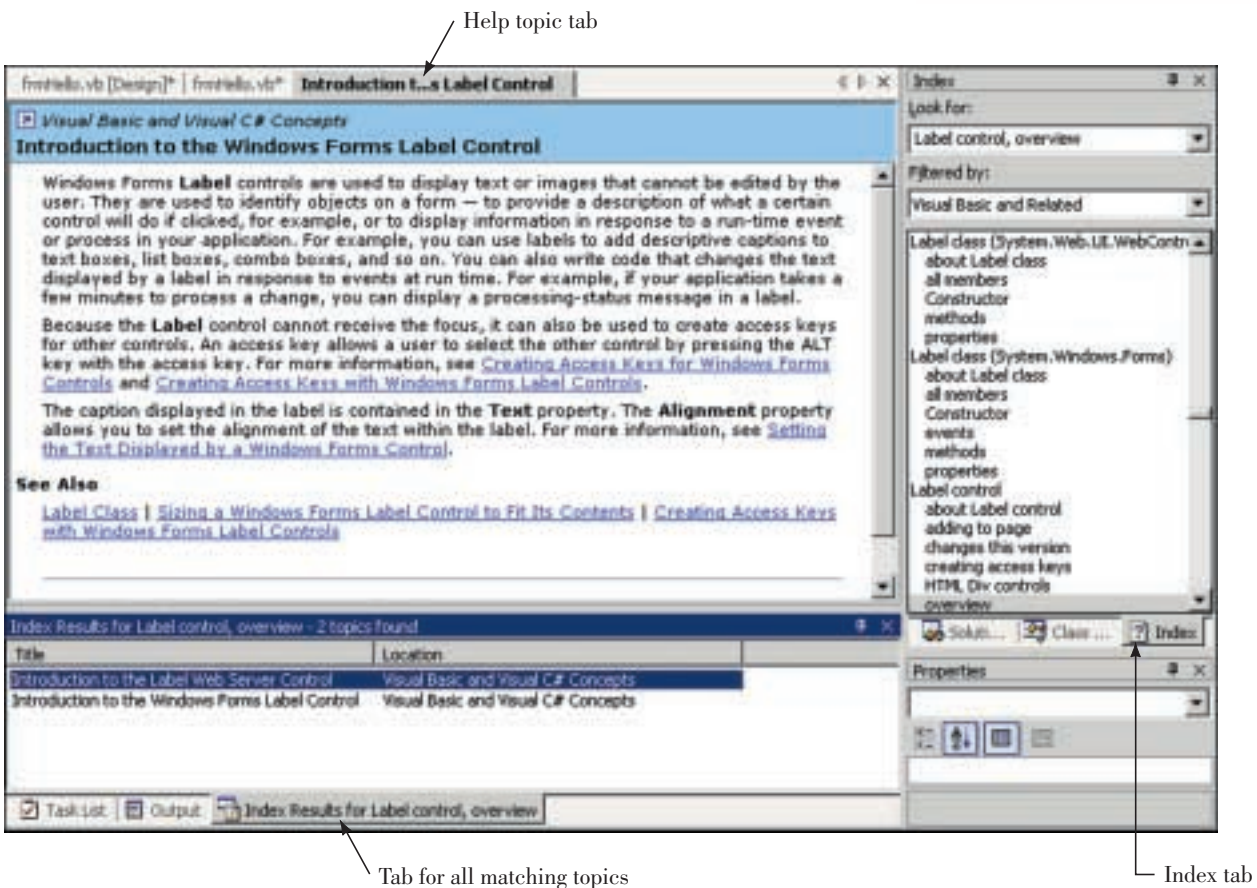 Help topic tab
frmHello.vb [Design]* frmHello.vb* Introduction t...s Label Control
Visual Basic and Visual C# Concepts
Introduction to the Windows Forms Label Control
Windows Forms Label controls are used to display text or images that cannot be edited by the
user. They are used to identify objects on a form — to provide a description of what a certain
control will do if clicked, for example, or to display information in response to a run-time event
or process in your application. For example, you can use labels to add descriptive captions to
text boxes, list boxes, combo boxes, and so on. You can also write code that changes the text
displayed by a label in response to events at run time. For example, if your application takes a
few minutes to process a change, you can display a processing-status message in a label.
Because the Label control cannot receive the focus, it can also be used to create access keys
for other controls. An access key allows a user to select the other control by pressing the ALT
key with the access key. For more information, see Creating Access Keys for Windows Forms
Controls and Creating Access Keys with Windows Forms Label Controls.
The caption displayed in the label is contained in the Text property. The Alignment property
allows you to set the alignment of the text within the label. For more information, see Setting
the Text Displayed by a Windows Forms Control.
See Also
Label Class | Sizing a Windows Forms Label Control to Fit Its Contents | Creating Access Keys
with Windows Forms Label Controls
Index Results for Label control, overview - 2 topics found
Title Location
Introduction to the Label Web Server Control Visual Basic and Visual C# Concepts
Introduction to the Windows Forms Label Control Visual Basic and Visual C# Concepts
Task List Output Index Results for Label control, overview
Index
Look for:
Label control, overview
Filtered by:
Visual Basic and Related
Label class (System.Web.UI.WebContr
about Label class
all members
Constructor
methods
properties
Label class (System.Windows.Forms)
about Label class
all members
Constructor
events
methods
properties
Label control
about Label control
adding to page
changes this version
creating access keys
HTML Div controls
overview
Soluti... Class ... Index
Properties
Tab for all matching topics
Index tab